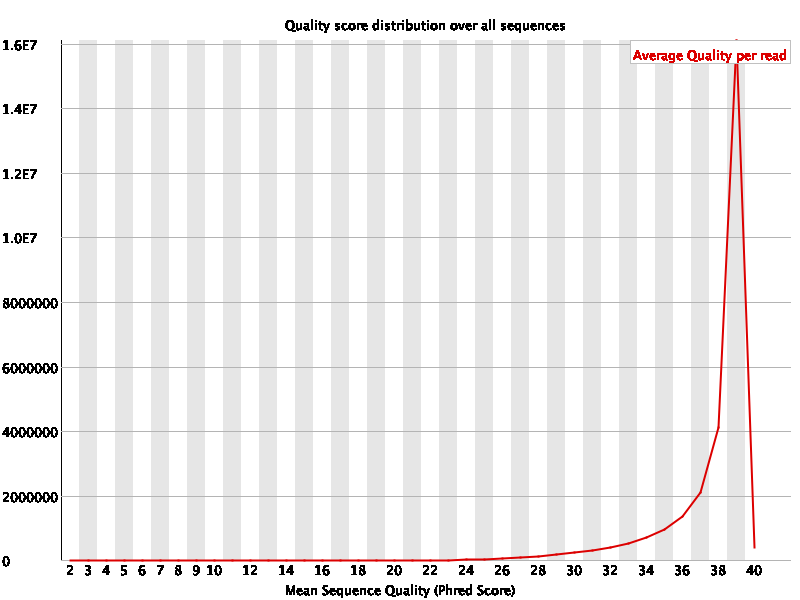 Quality score distribution over all sequences
Average Quality per read
1.6E7
1.4E7
1.2E7
1.0E7
8000000
6000000
4000000
2000000
0
2 3 4 5 6 7 8 9 10 12 14 16 18 20 22 24 26 28 30 32 34 36 38 40
Mean Sequence Quality (Phred Score)